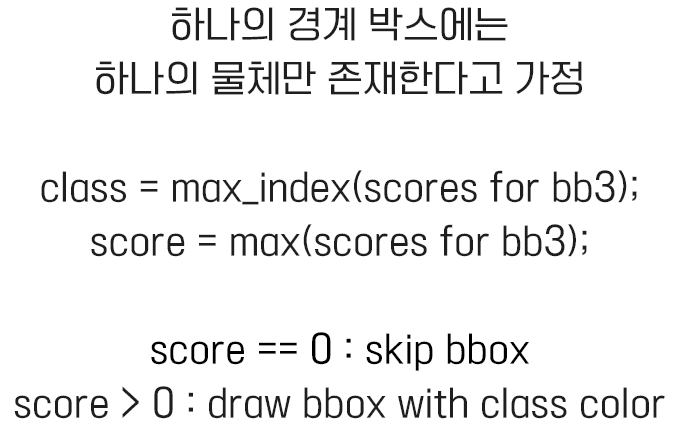 하나의 경계 박스에는
하나의 물체만 존재한다고 가정
class = max_index(scores for bb3);
score = max(scores for bb3);
score == 0 : skip bbox
score > 0 : draw bbox with class color